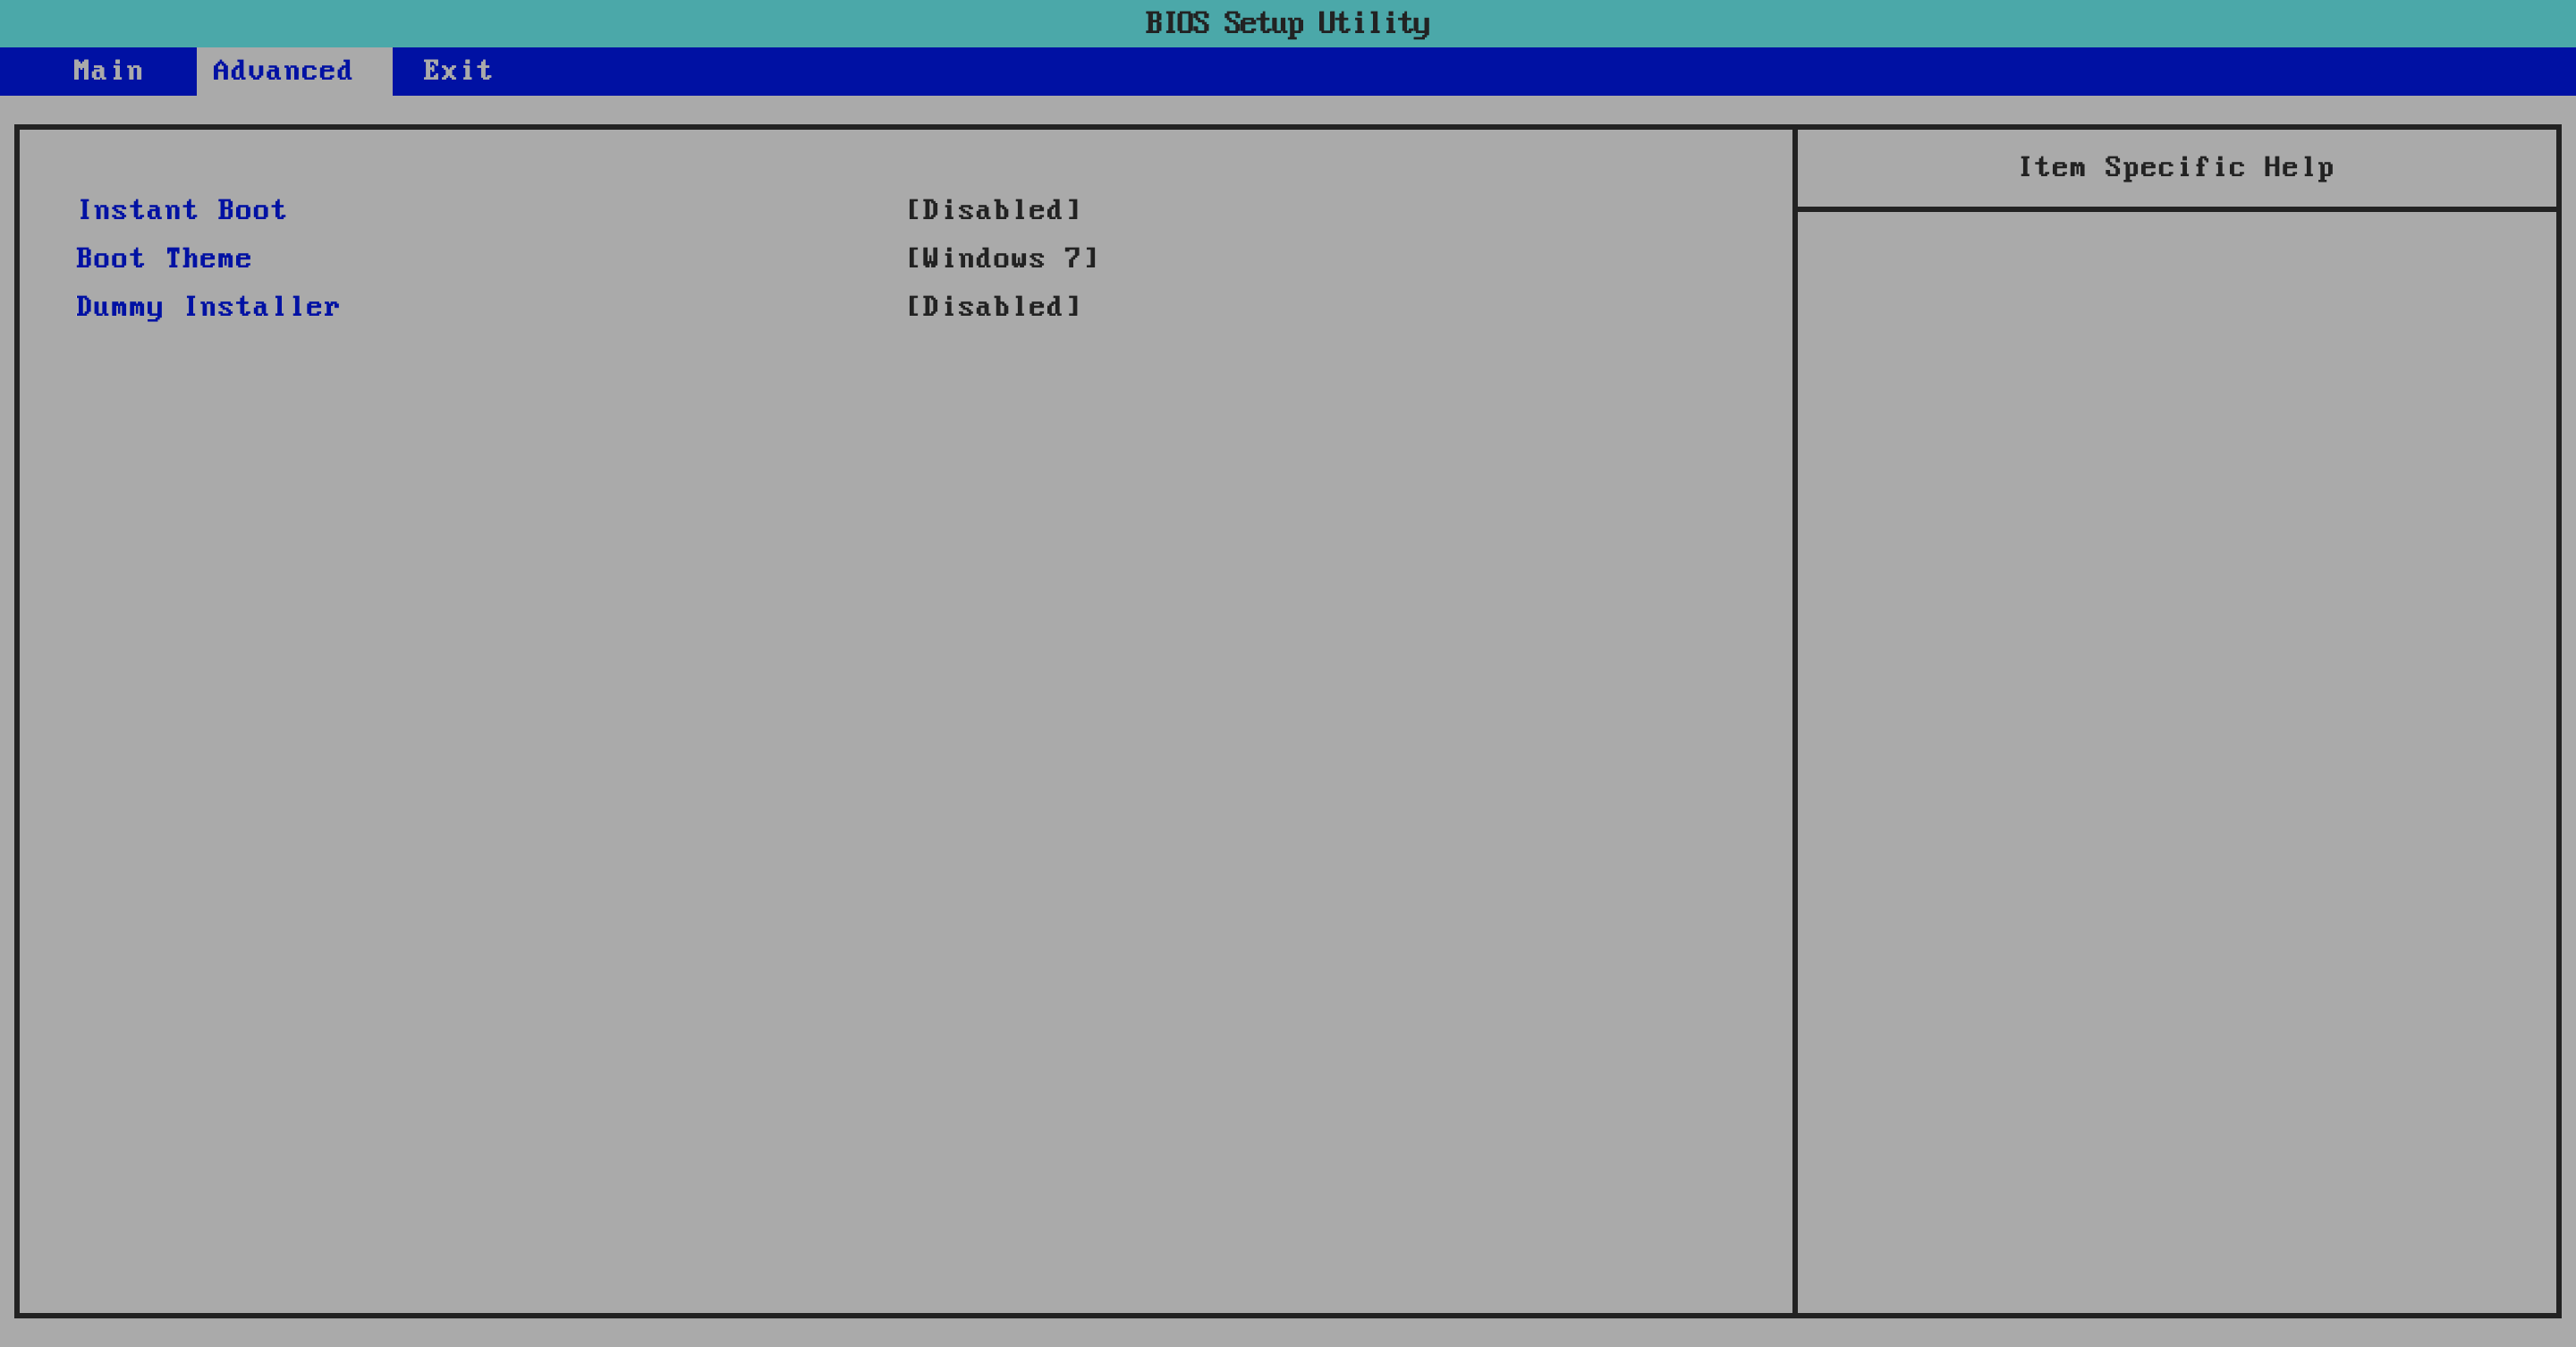 BIOS Setup Utility
Main Advanced Exit
Item Specific Help
Instant Boot [Disabled]
Boot Theme [Windows 7]
Dummy Installer [Disabled]